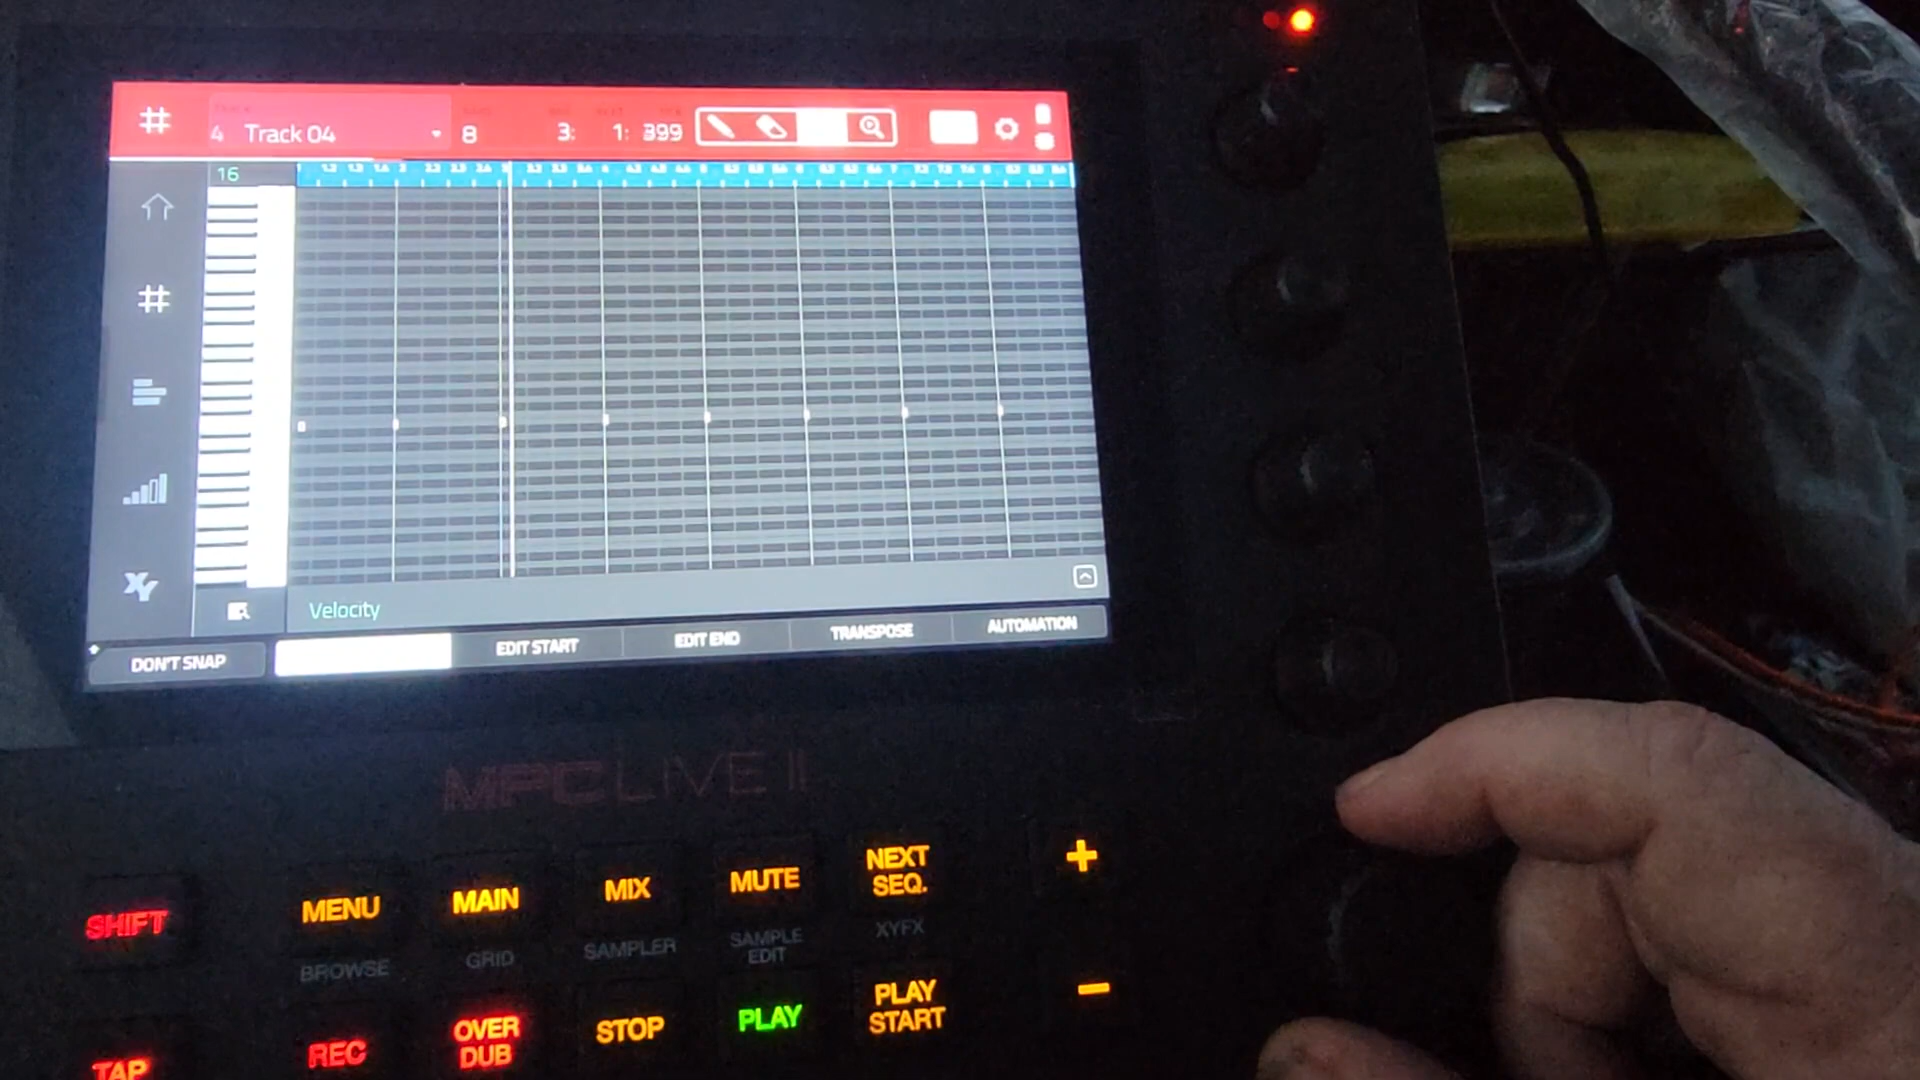 4 Track 04 8 3: 1: 399
16
Velocity
DON'T SNAP EDIT START EDIT END TRANSPOSE AUTOMATION
MPC LIVE II
SHIFT MENU MAIN MIX MUTE NEXT SEQ. +
BROWSE GRID SAMPLER SAMPLE EDIT XYFX
TAP REC OVER DUB STOP PLAY PLAY START −